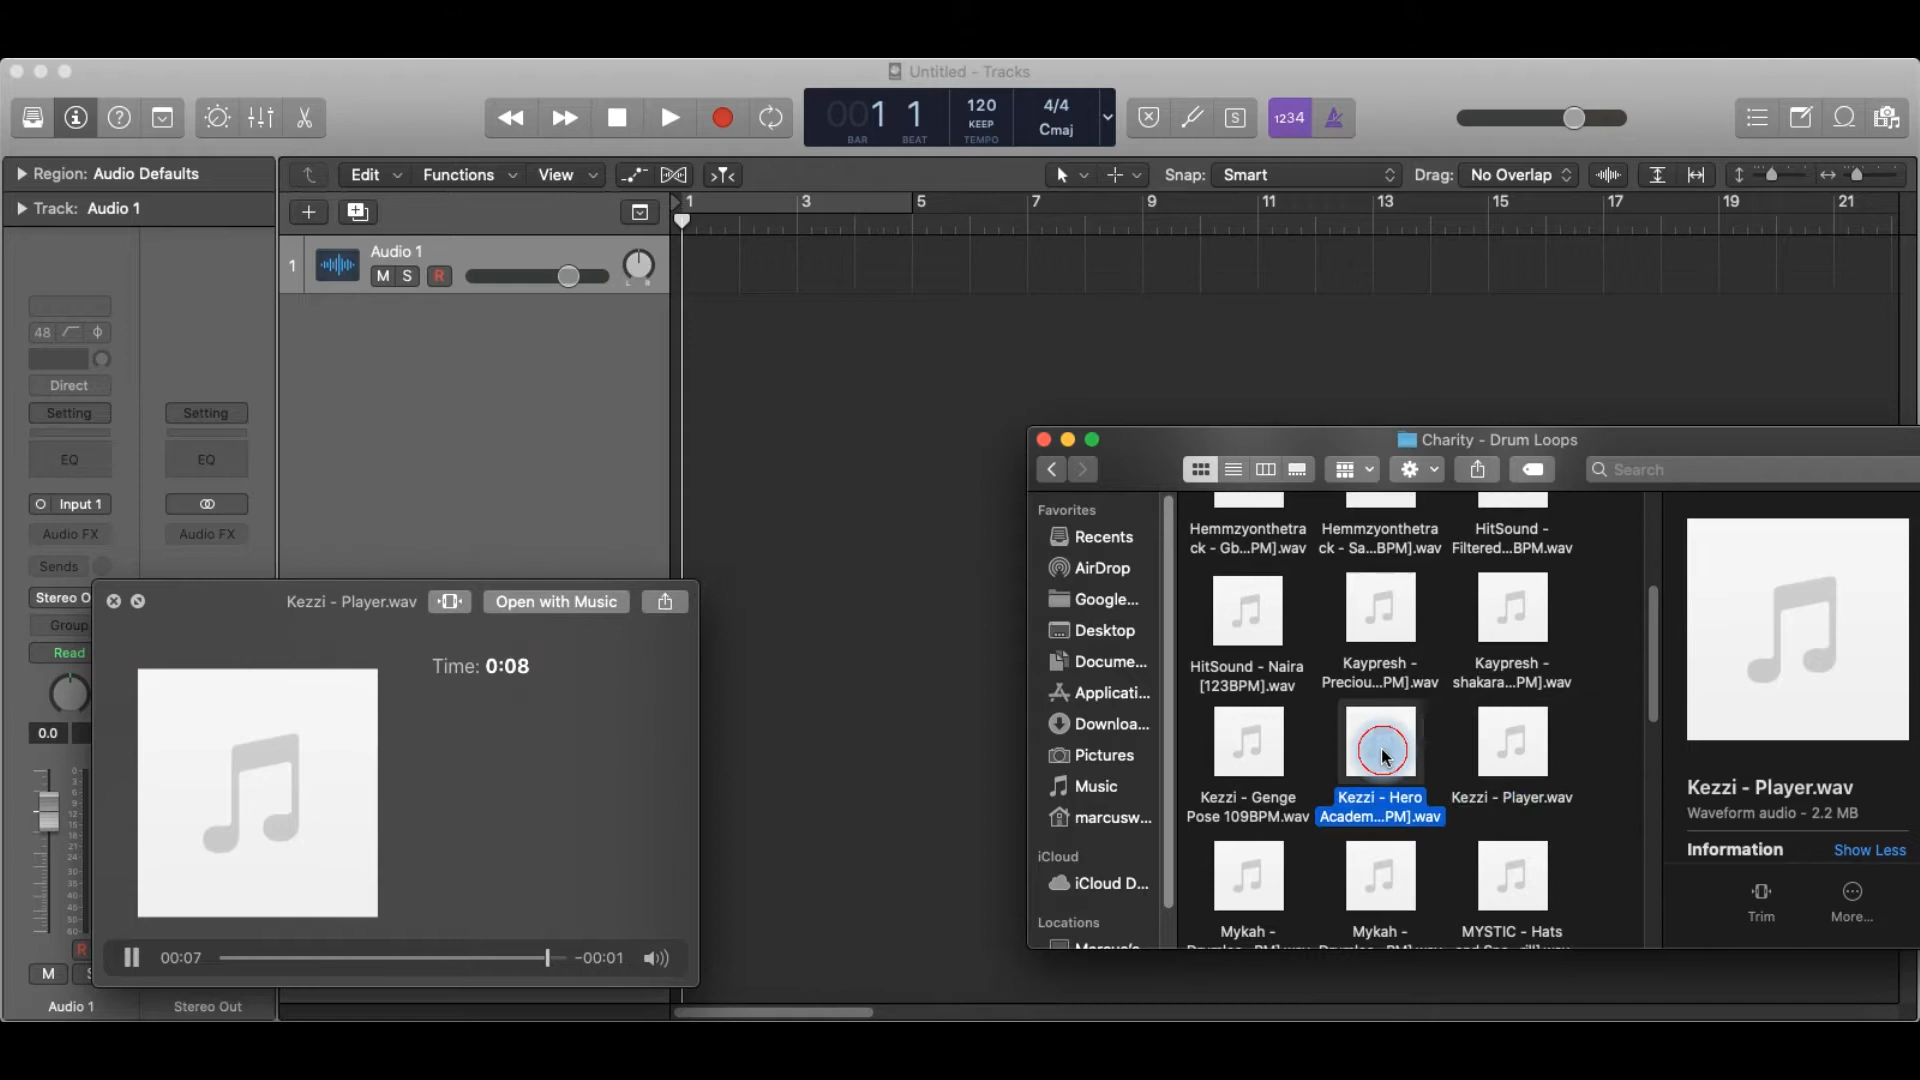 Untitled - Tracks
001 1
BAR BEAT
120
KEEP
TEMPO
4/4
Cmaj
S
1234
Region: Audio Defaults
Track: Audio 1
Edit Functions View
Snap: Smart
Drag: No Overlap
1 3 5 7 9 11 13 15 17 19 21
1
Audio 1
M S R
L R
48
Direct
Setting Setting
EQ EQ
Input 1
Audio FX Audio FX
Sends
Stereo O
Group
Read
0.0
M
Audio 1 Stereo Out
Kezzi - Player.wav
Open with Music
Time: 0:08
00:07
-00:01
Charity - Drum Loops
Search
Favorites
Recents
AirDrop
Google...
Desktop
Docume...
Applicati...
Downloa...
Pictures
Music
marcusw...
iCloud
iCloud D...
Locations
Hemmzyonthetra
ck - Gb...PM].wav
Hemmzyonthetra
ck - Sa...BPM].wav
HitSound -
Filtered...BPM.wav
HitSound - Naira
[123BPM].wav
Kaypresh -
Preciou...PM].wav
Kaypresh -
shakara...PM].wav
Kezzi - Genge
Pose 109BPM.wav
Kezzi - Hero
Academ...PM].wav
Kezzi - Player.wav
Mykah -
Mykah -
MYSTIC - Hats
Kezzi - Player.wav
Waveform audio - 2.2 MB
Information
Show Less
Trim
More...